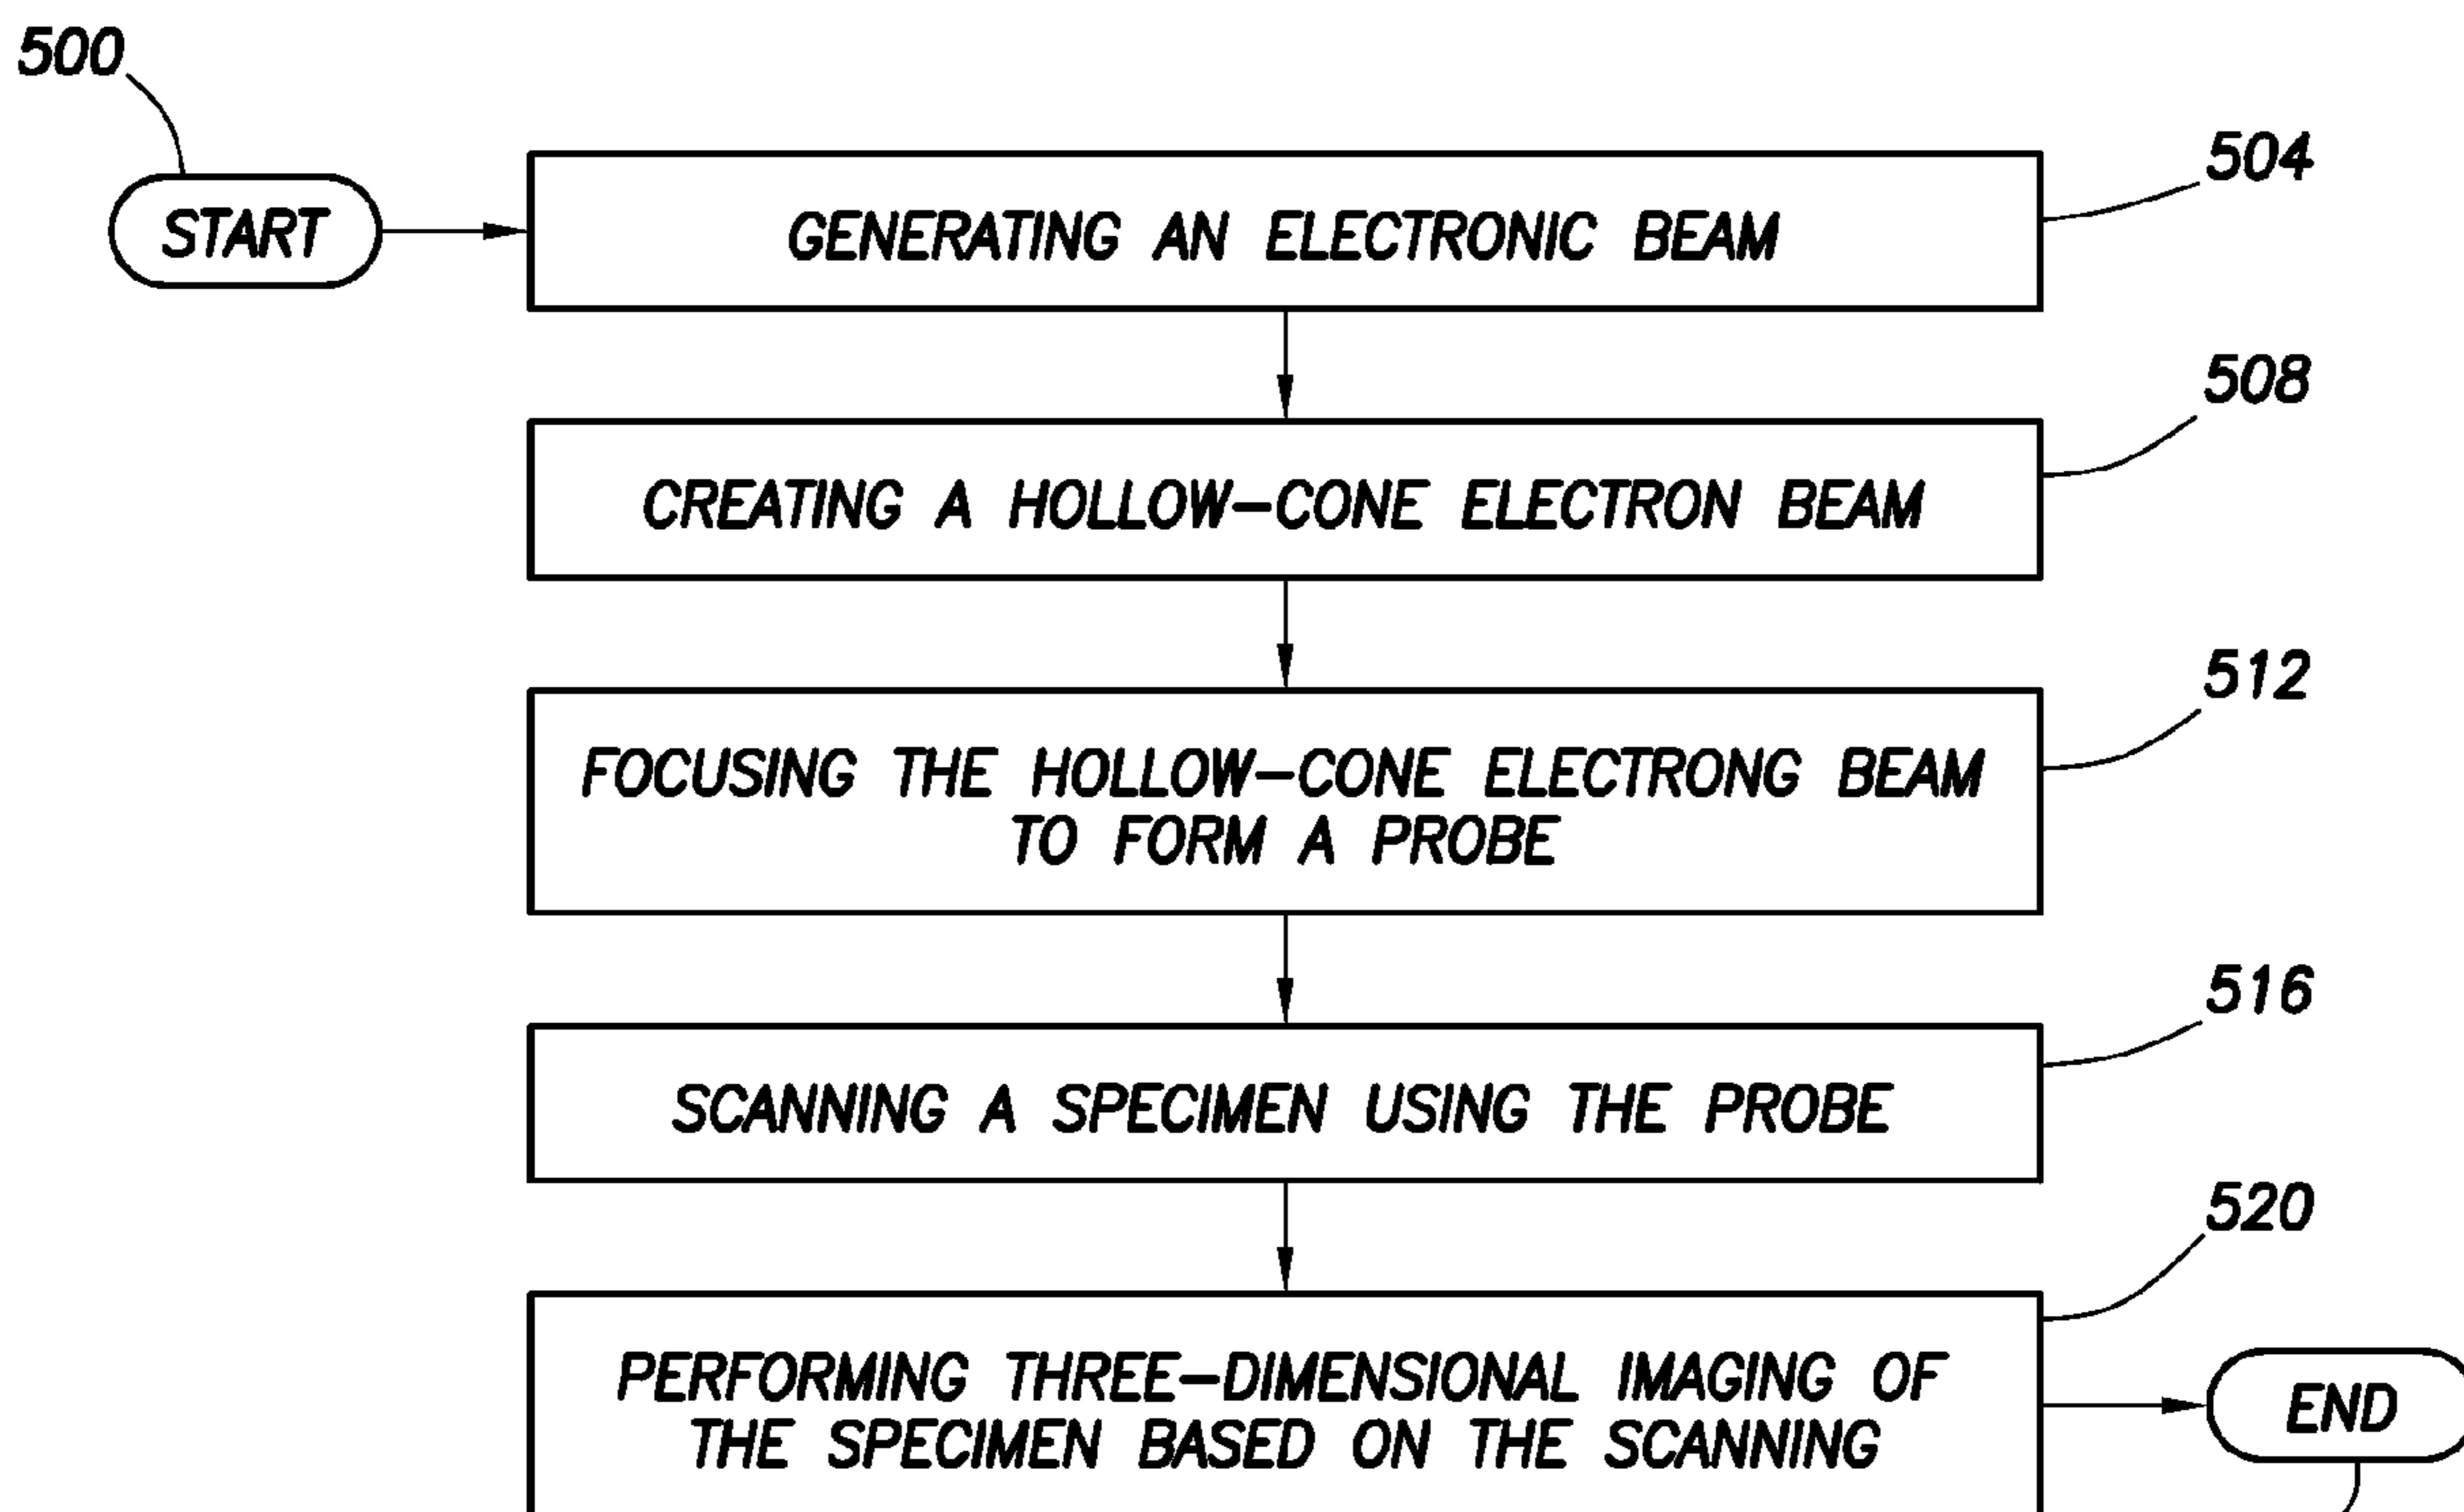 500
START
GENERATING AN ELECTRONIC BEAM
504
CREATING A HOLLOW-CONE ELECTRON BEAM
508
FOCUSING THE HOLLOW-CONE ELECTRONG BEAM
TO FORM A PROBE
512
SCANNING A SPECIMEN USING THE PROBE
516
PERFORMING THREE-DIMENSIONAL IMAGING OF
THE SPECIMEN BASED ON THE SCANNING
520
END